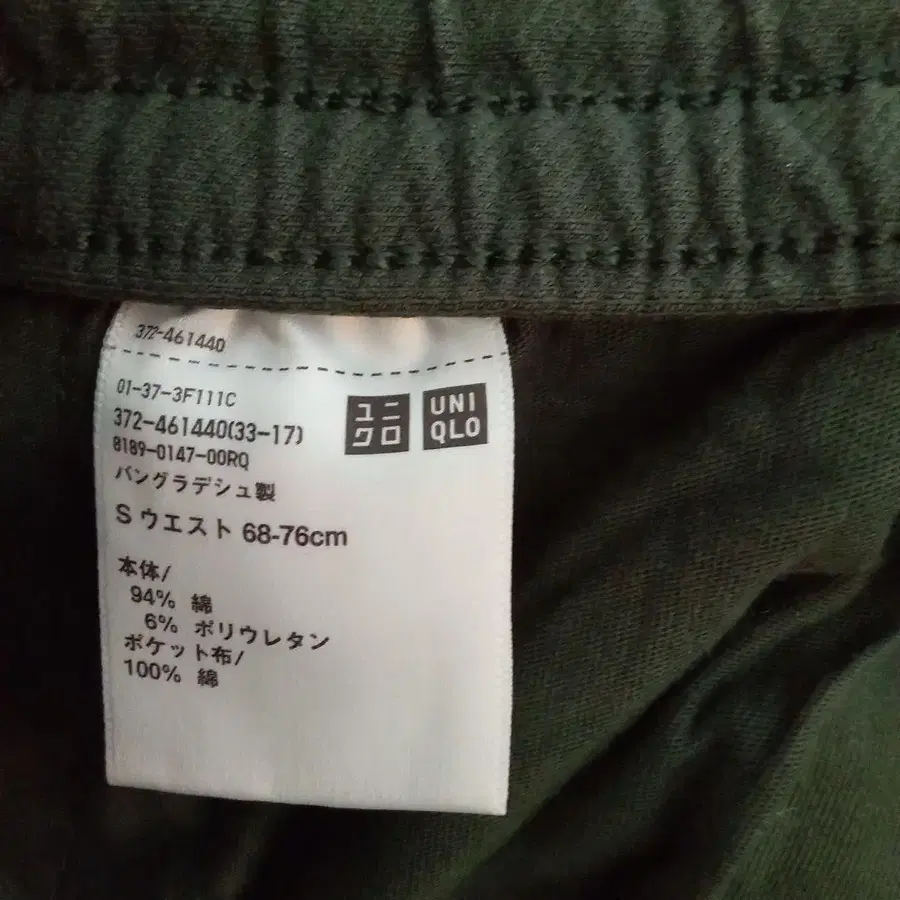 372-461440
01-37-3F111C
372-461440(33-17)
8189-0147-00RQ
バングラデシュ製
ユニ
クロ
UNI
QLO
S ウエスト 68-76cm
本体/
94% 綿
6% ポリウレタン
ポケット布/
100% 綿